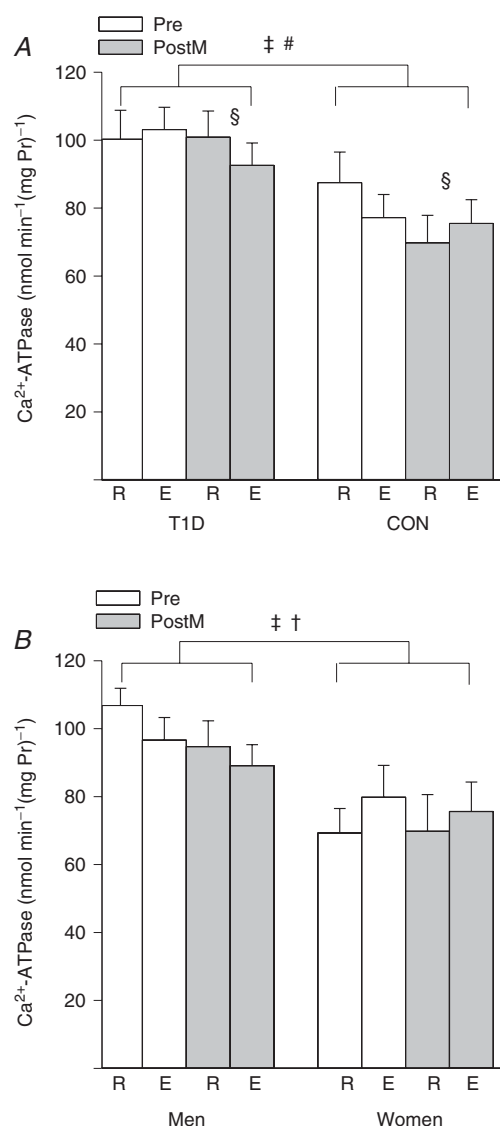 A
Pre
PostM
‡ #
Ca²⁺-ATPase (nmol min⁻¹(mg Pr)⁻¹)
120
100
80
60
40
20
§
§
R E R E R E R E
T1D CON
B
Pre
PostM
‡ †
Ca²⁺-ATPase (nmol min⁻¹(mg Pr)⁻¹)
120
100
80
60
40
20
R E R E R E R E
Men Women